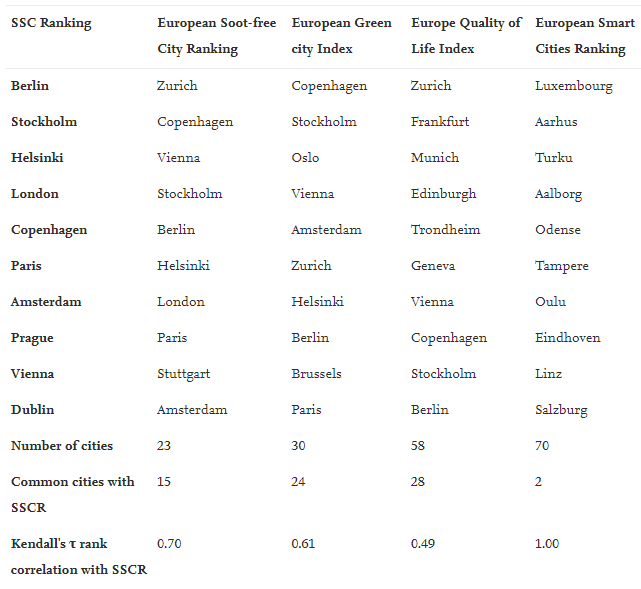 SSC Ranking European Soot-free European Green Europe Quality of European Smart
City Ranking city Index Life Index Cities Ranking
Berlin Zurich Copenhagen Zurich Luxembourg
Stockholm Copenhagen Stockholm Frankfurt Aarhus
Helsinki Vienna Oslo Munich Turku
London Stockholm Vienna Edinburgh Aalborg
Copenhagen Berlin Amsterdam Trondheim Odense
Paris Helsinki Zurich Geneva Tampere
Amsterdam London Helsinki Vienna Oulu
Prague Paris Berlin Copenhagen Eindhoven
Vienna Stuttgart Brussels Stockholm Linz
Dublin Amsterdam Paris Berlin Salzburg
Number of cities 23 30 58 70
Common cities with 15 24 28 2
SSCR
Kendall's τ rank 0.70 0.61 0.49 1.00
correlation with SSCR